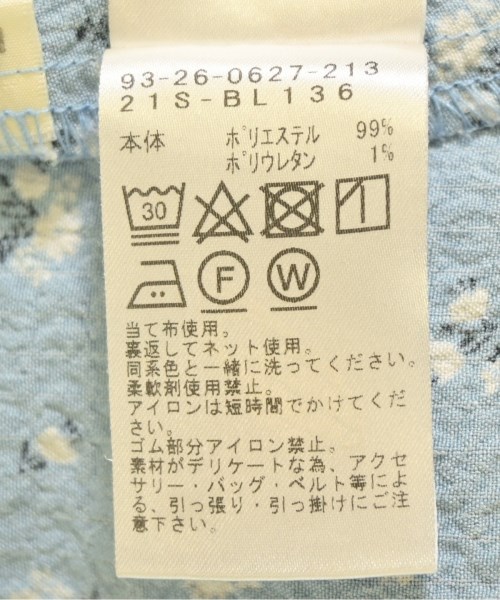 93-26-0627-213
21S-BL136
本体 ポリエステル 99%
ポリウレタン 1%
30
F W
当て布使用。
裏返してネット使用。
同系色と一緒に洗ってください。
柔軟剤使用禁止。
アイロンは短時間でかけてくだ
さい。
ゴム部分アイロン禁止。
素材がデリケートな為、アクセ
サリー・バッグ・ベルト等によ
る、引っ張り・引っ掛けにご注
意下さい。